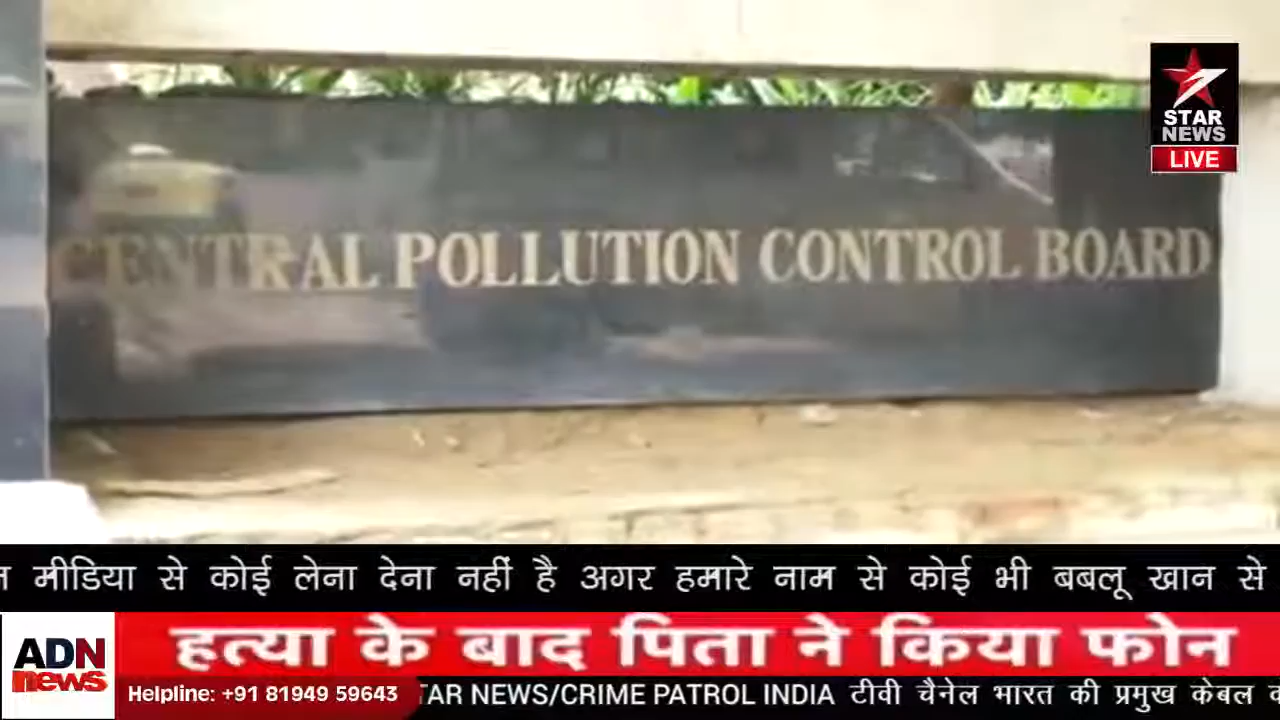 STAR
NEWS
LIVE
CENTRAL POLLUTION CONTROL BOARD
मीडिया से कोई लेना देना नहीं है अगर हमारे नाम से कोई भी बबलू खान से
ADN
news
हत्या के बाद पिता ने किया फोन
Helpline: +91 81949 59643
TAR NEWS/CRIME PATROL INDIA टीवी चैनेल भारत की प्रमुख केबल